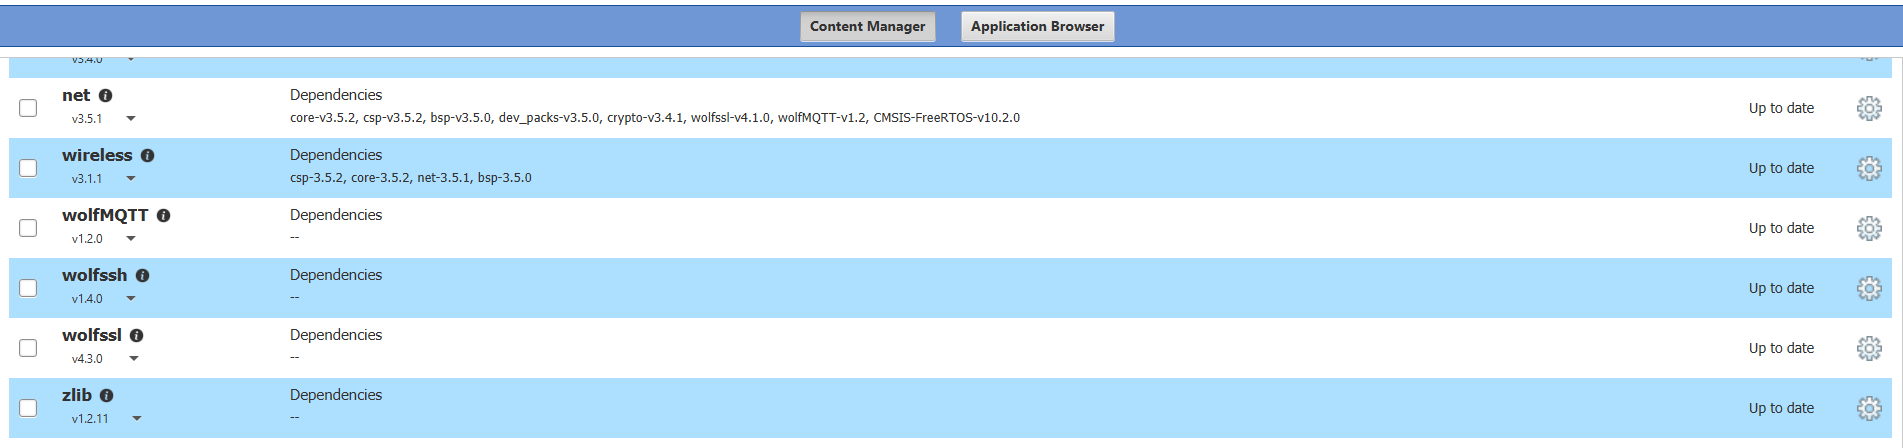 Content Manager Application Browser
v3.4.0
net Dependencies
v3.5.1 core-v3.5.2, csp-v3.5.2, bsp-v3.5.0, dev_packs-v3.5.0, crypto-v3.4.1, wolfssl-v4.1.0, wolfMQTT-v1.2, CMSIS-FreeRTOS-v10.2.0 Up to date
wireless Dependencies
v3.1.1 csp-3.5.2, core-3.5.2, net-3.5.1, bsp-3.5.0 Up to date
wolfMQTT Dependencies
v1.2.0 -- Up to date
wolfssh Dependencies
v1.4.0 -- Up to date
wolfssl Dependencies
v4.3.0 -- Up to date
zlib Dependencies
v1.2.11 -- Up to date